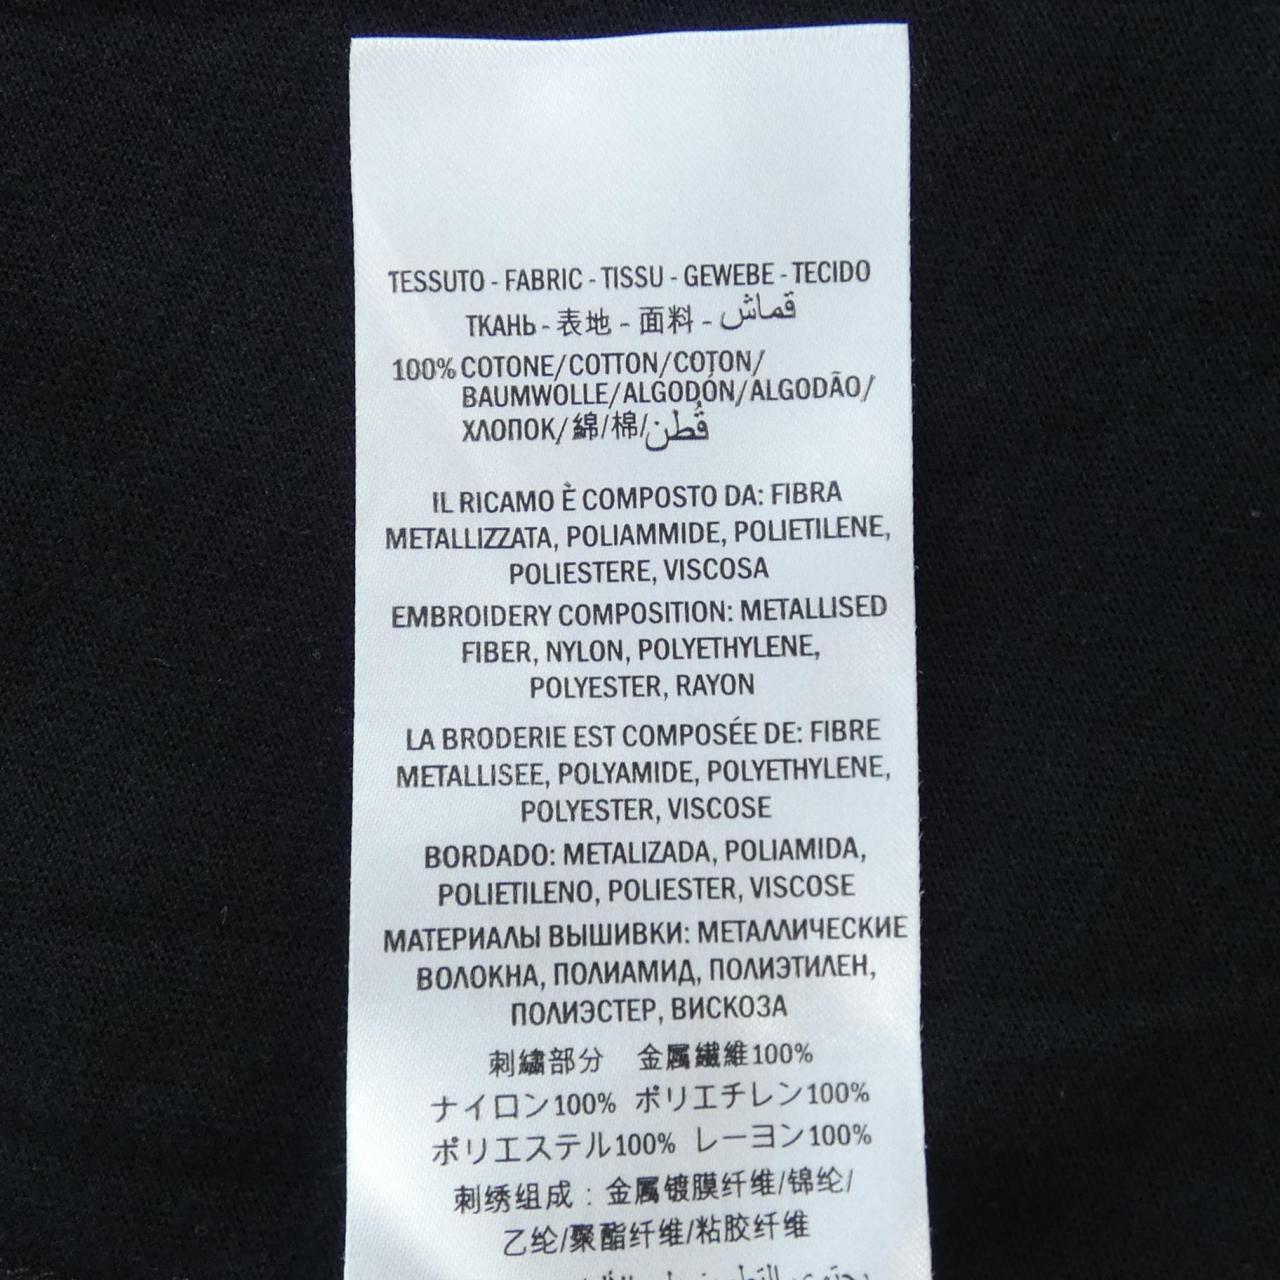 TESSUTO - FABRIC - TISSU - GEWEBE - TECIDO
ТКАНЬ - 表地 - 面料 - قماش
100% COTONE/COTTON/COTON/
BAUMWOLLE/ALGODÓN/ALGODÃO/
ХЛОПОК/綿/棉/قُطن
IL RICAMO È COMPOSTO DA: FIBRA
METALLIZZATA, POLIAMMIDE, POLIETILENE,
POLIESTERE, VISCOSA
EMBROIDERY COMPOSITION: METALLISED
FIBER, NYLON, POLYETHYLENE,
POLYESTER, RAYON
LA BRODERIE EST COMPOSÉE DE: FIBRE
METALLISEE, POLYAMIDE, POLYETHYLENE,
POLYESTER, VISCOSE
BORDADO: METALIZADA, POLIAMIDA,
POLIETILENO, POLIESTER, VISCOSE
МАТЕРИАЛЫ ВЫШИВКИ: МЕТАЛЛИЧЕСКИЕ
ВОЛОКНА, ПОЛИАМИД, ПОЛИЭТИЛЕН,
ПОЛИЭСТЕР, ВИСКОЗА
刺繍部分 金属繊維100%
ナイロン100% ポリエチレン100%
ポリエステル100% レーヨン100%
刺绣组成：金属镀膜纤维/锦纶/
乙纶/聚酯纤维/粘胶纤维